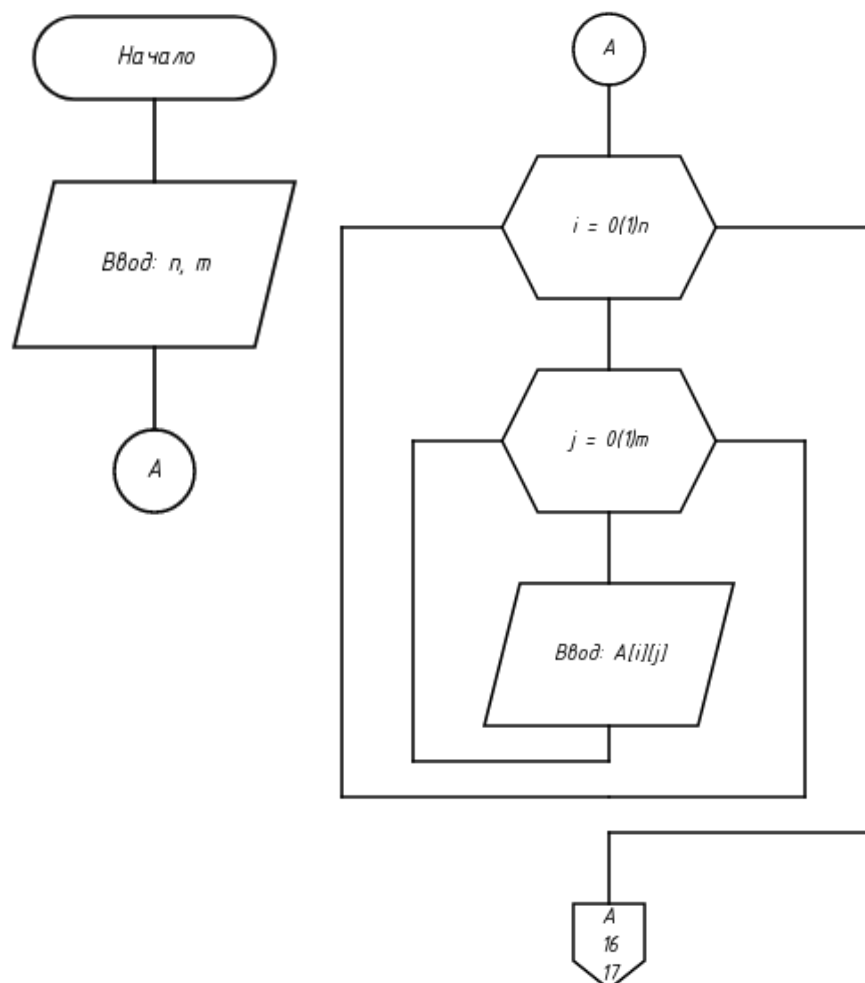 Начало
Ввод: n, m
А
А
i = 0(1)n
j = 0(1)m
Ввод: A[i][j]
А
16
17